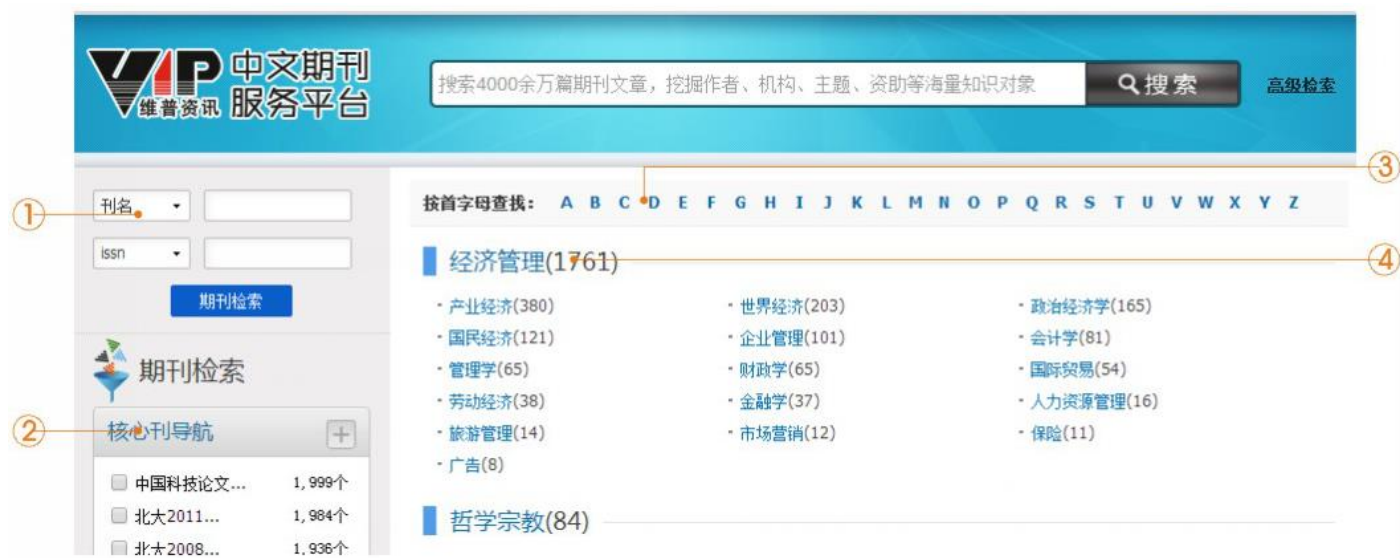 VIP 中文期刊
维普资讯 服务平台
搜索4000余万篇期刊文章，挖掘作者、机构、主题、资助等海量知识对象
搜索
高级检索
③
①
刊名
issn
期刊检索
按首字母查找： A B C D E F G H I J K L M N O P Q R S T U V W X Y Z
经济管理(1761)
④
· 产业经济(380) · 世界经济(203) · 政治经济学(165)
· 国民经济(121) · 企业管理(101) · 会计学(81)
· 管理学(65) · 财政学(65) · 国际贸易(54)
· 劳动经济(38) · 金融学(37) · 人力资源管理(16)
· 旅游管理(14) · 市场营销(12) · 保险(11)
· 广告(8)
哲学宗教(84)
期刊检索
②
核心刊导航
中国科技论文... 1,999个
北大2011... 1,984个
北大2008... 1,936个